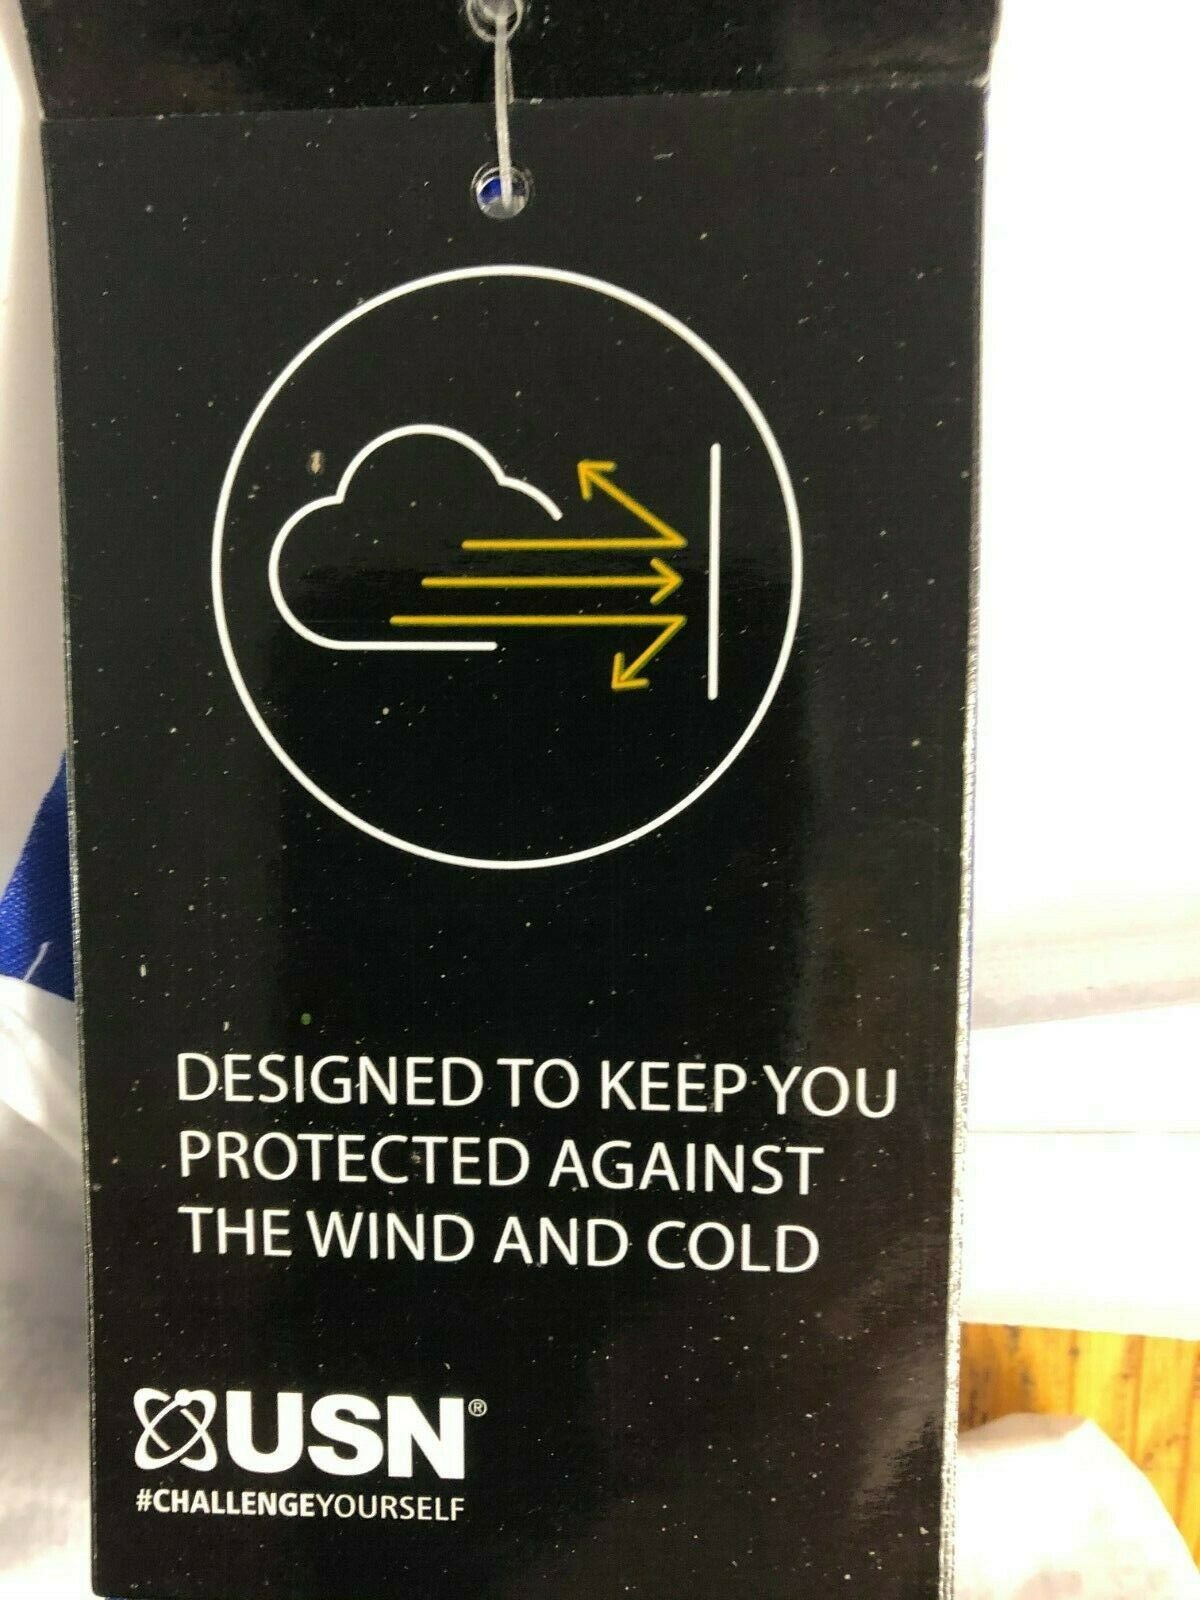 DESIGNED TO KEEP YOU
PROTECTED AGAINST
THE WIND AND COLD
USN®
#CHALLENGEYOURSELF